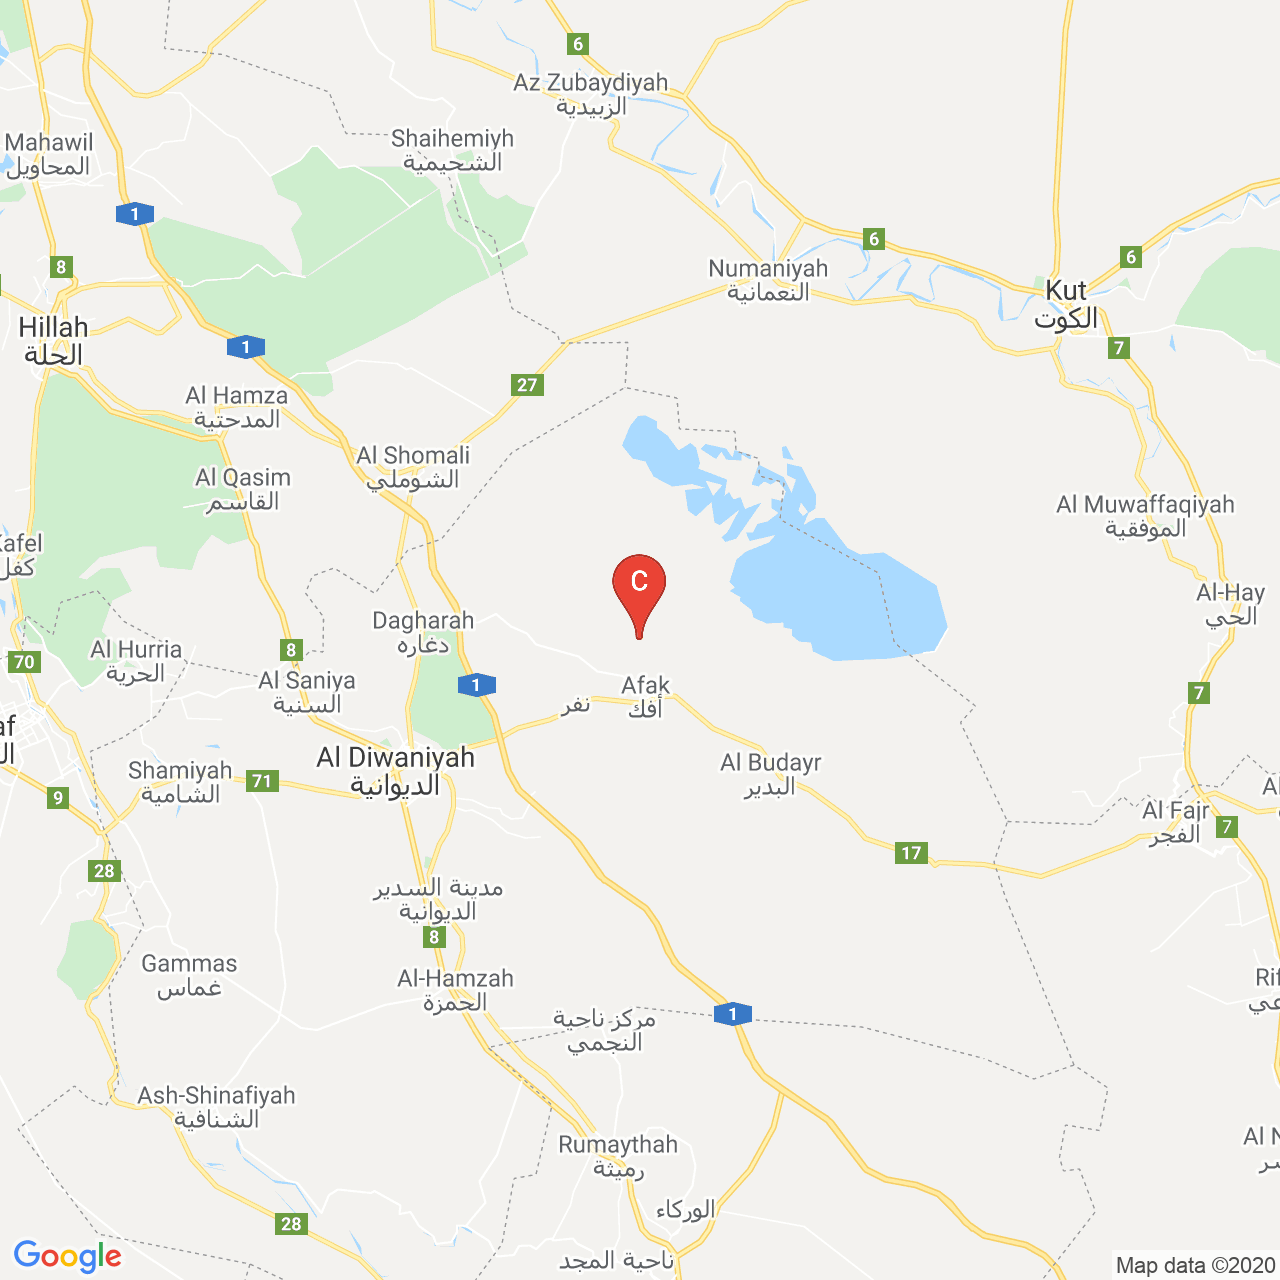 6
Az Zubaydiyah
الزبيدية
Mahawil
المحاويل
Shaihemiyh
الشحيمية
1
6
6
8
Numaniyah
النعمانية
Kut
الكوت
Hillah
الحلة
1
7
27
Al Hamza
المدحتية
Al Shomali
الشوملي
Al Qasim
القاسم
Al Muwaffaqiyah
الموفقية
Kafel
كفل
C
Al-Hay
الحي
Dagharah
دغاره
Al Hurria
الحرية
8
70
Al Saniya
السنية
1
Afak
أفك
نفر
7
af
Al Diwaniyah
الديوانية
Shamiyah
الشامية
71
Al Budayr
البدير
9
Al Fajr
الفجر
7
17
28
مدينة السدير
الديوانية
8
Gammas
غماس
Al-Hamzah
الحمزة
Rif
عي
مركز ناحية
النجمي
1
Ash-Shinafiyah
الشنافية
Rumaythah
رميثة
Al N
سر
الوركاء
28
ناحية المجد
Google
Map data ©2020